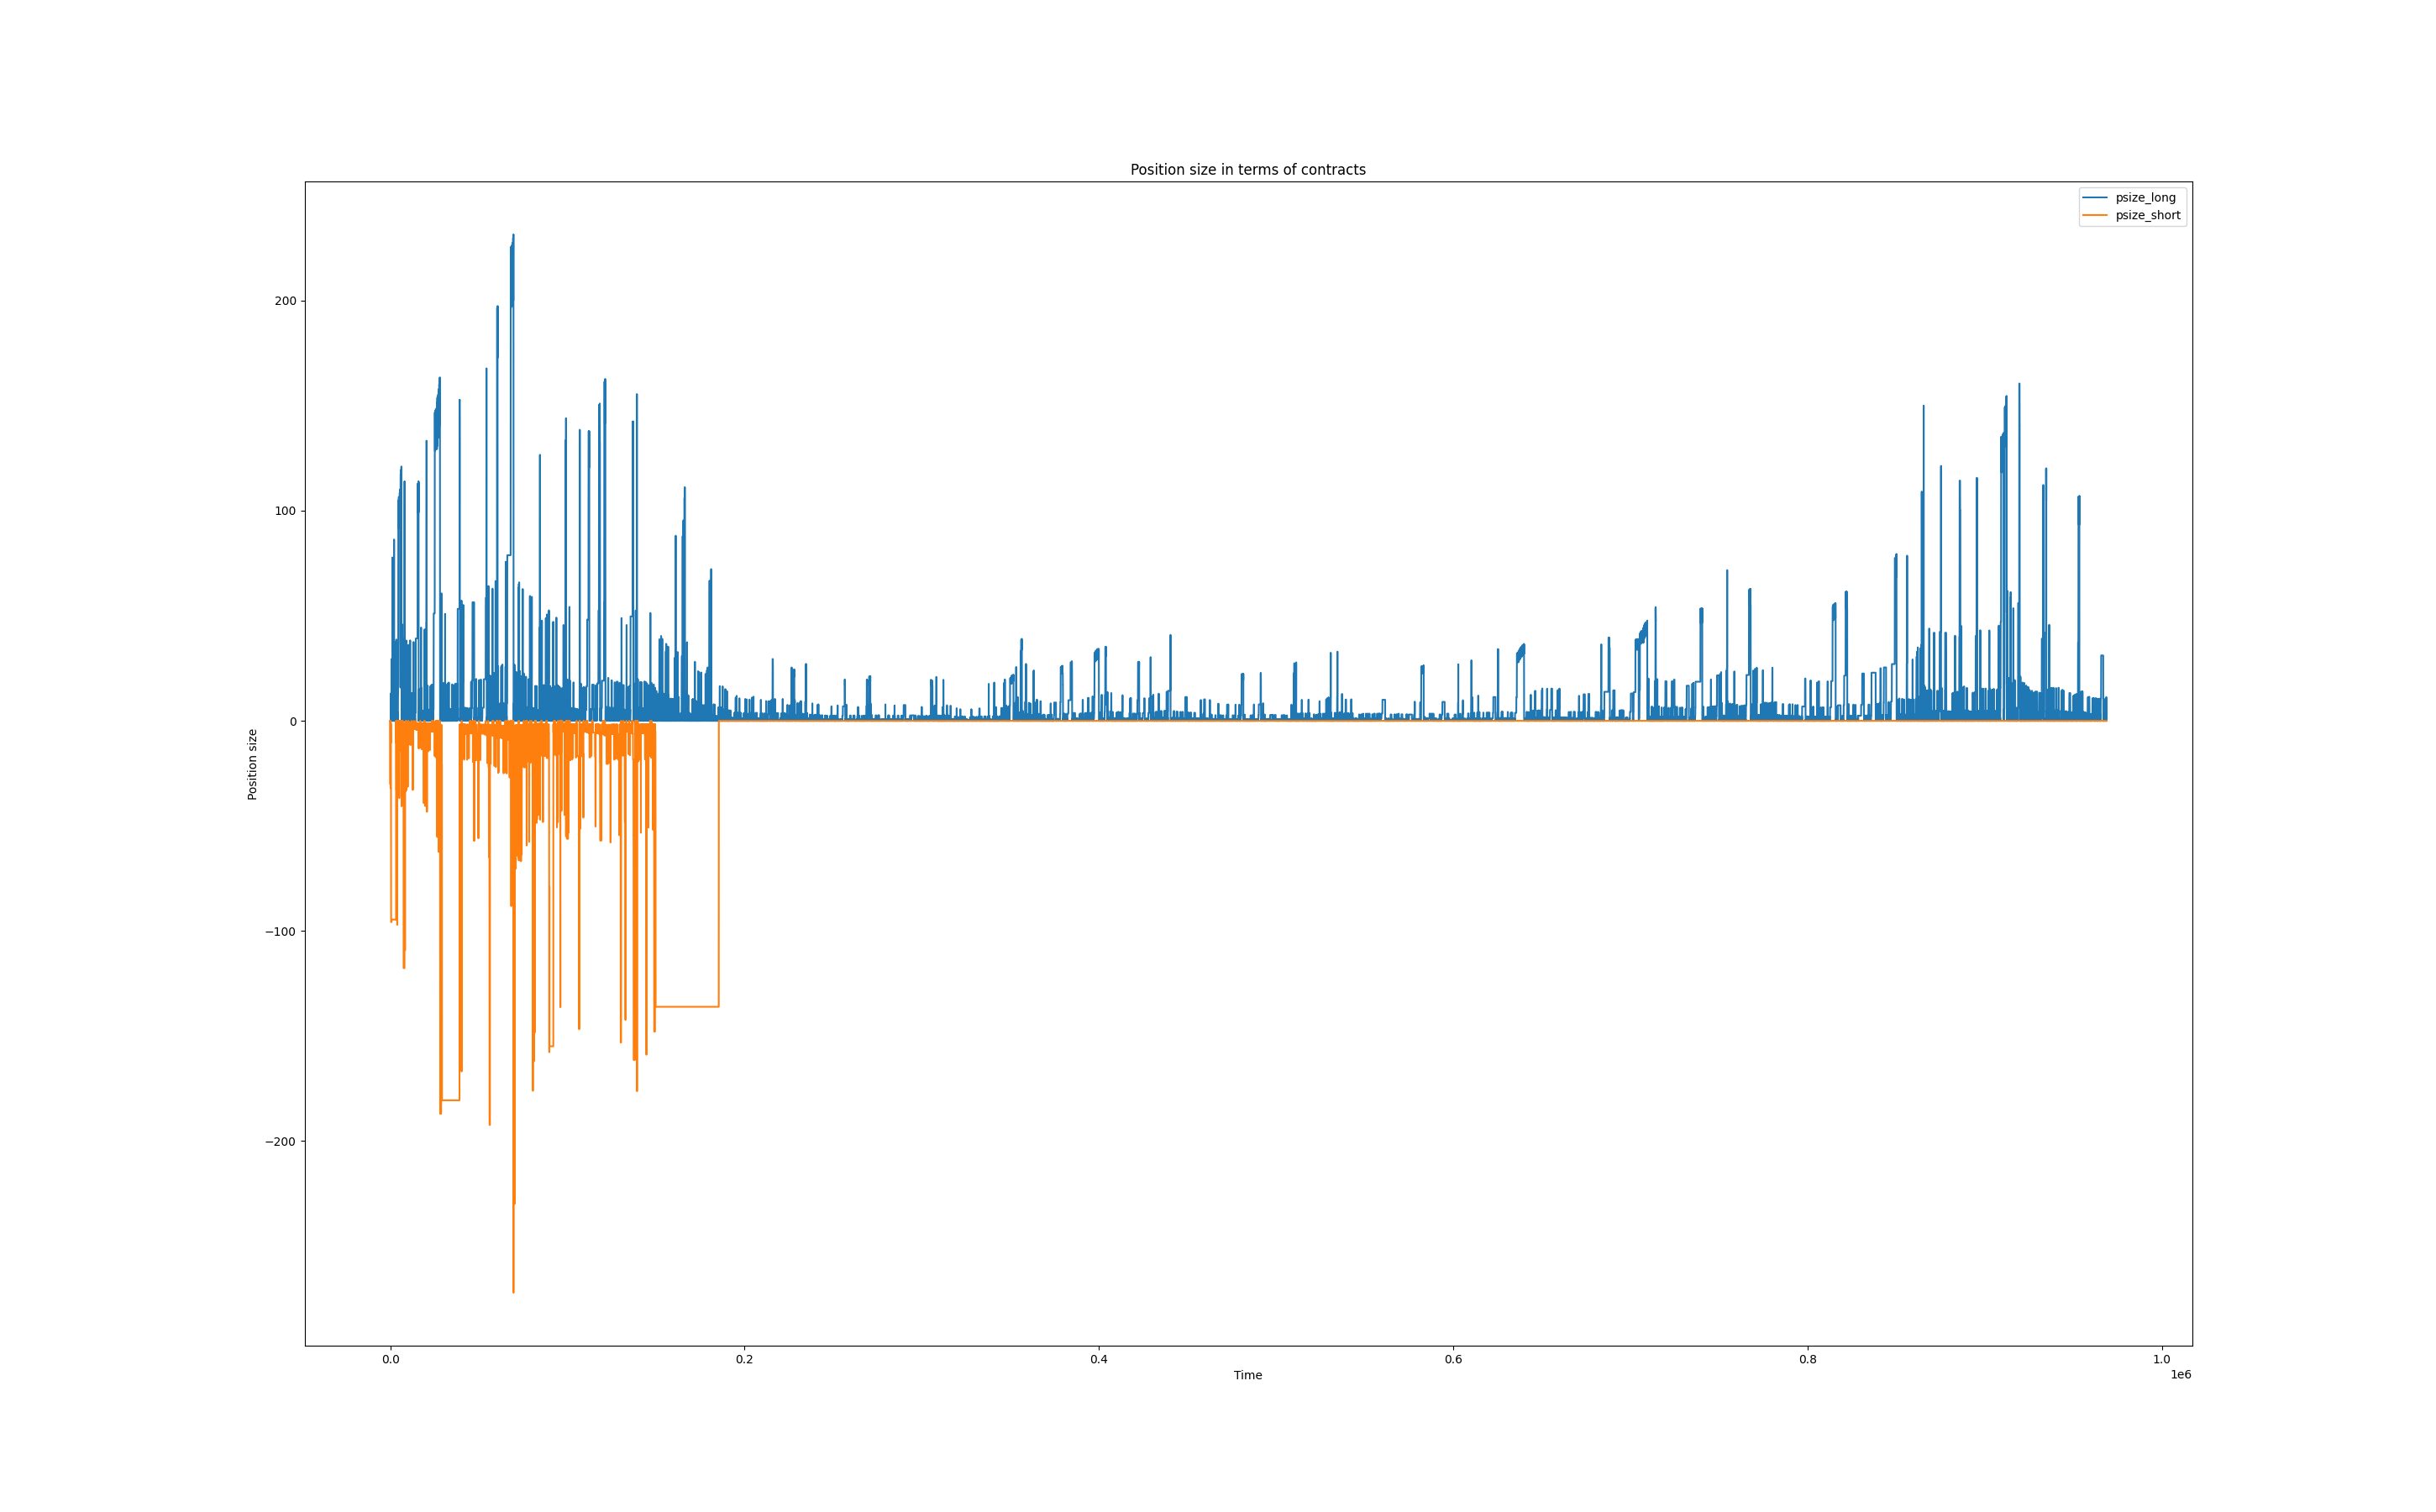 Position size in terms of contracts
psize_long
psize_short
200
100
0
−100
−200
Position size
0.0
0.2
0.4
0.6
0.8
1.0
1e6
Time